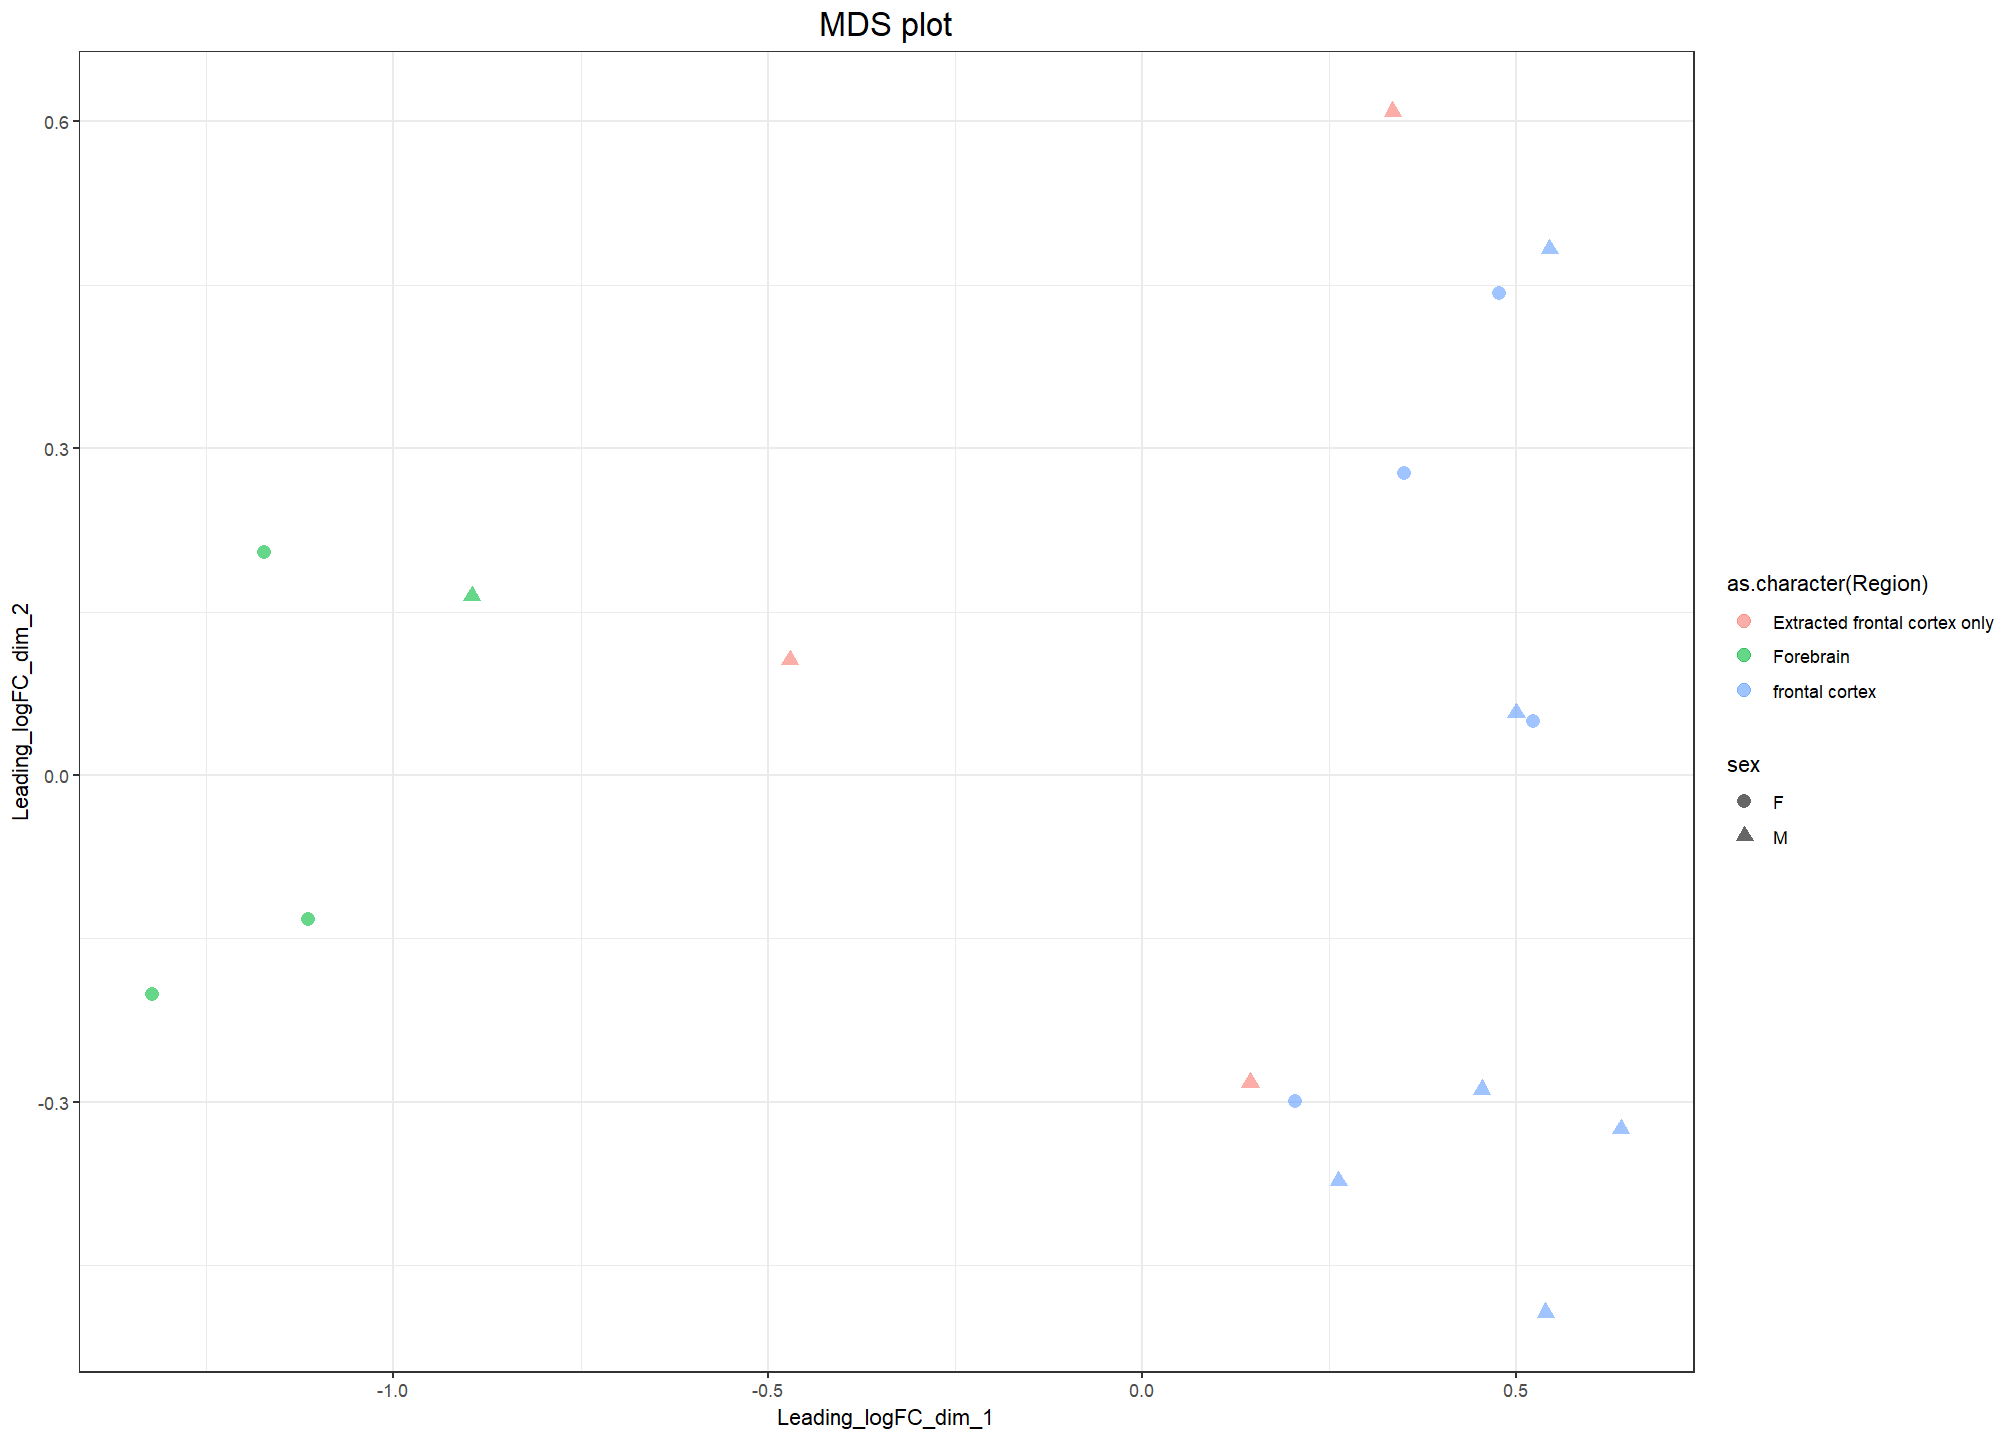 MDS plot
0.6
0.3
0.0
-0.3
Leading_logFC_dim_2
-1.0
-0.5
0.0
0.5
Leading_logFC_dim_1
as.character(Region)
Extracted frontal cortex only
Forebrain
frontal cortex
sex
F
M